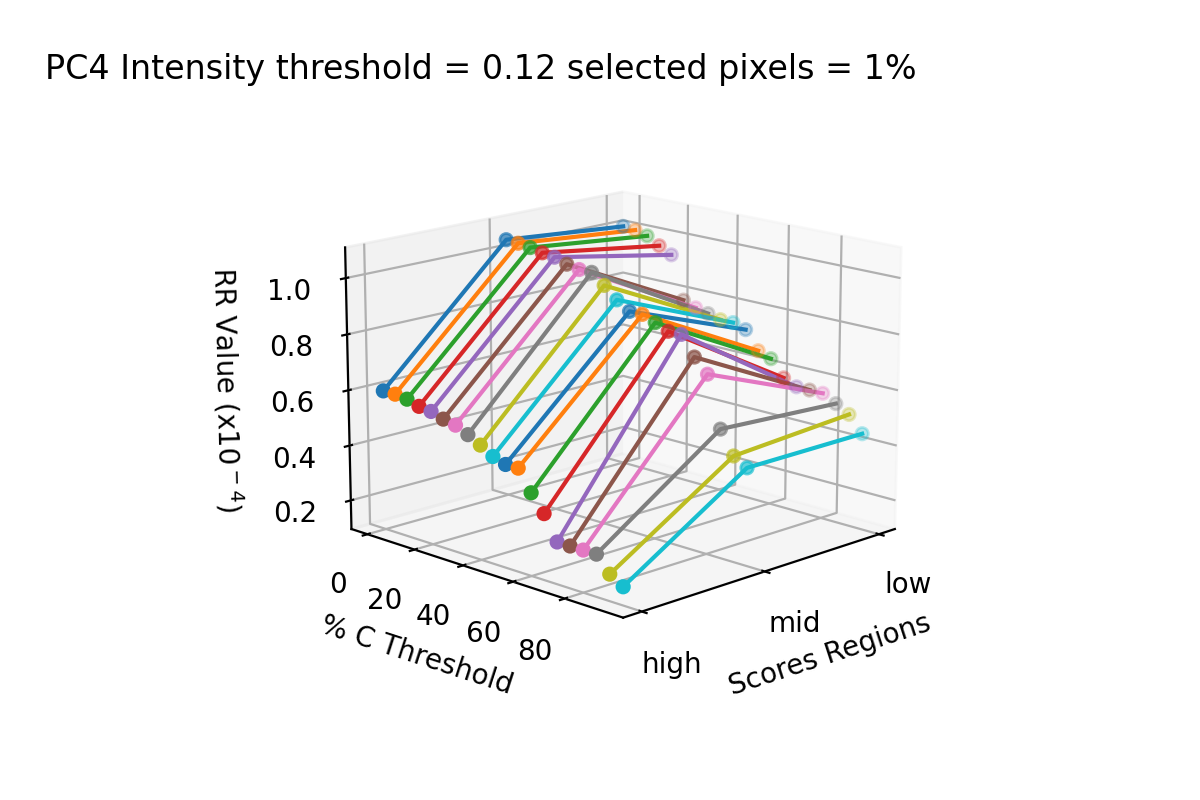 PC4 Intensity threshold = 0.12 selected pixels = 1%
RR Value (x10⁻⁴)
1.0
0.8
0.6
0.4
0.2
0
20
40
60
80
% C Threshold
high
mid
low
Scores Regions